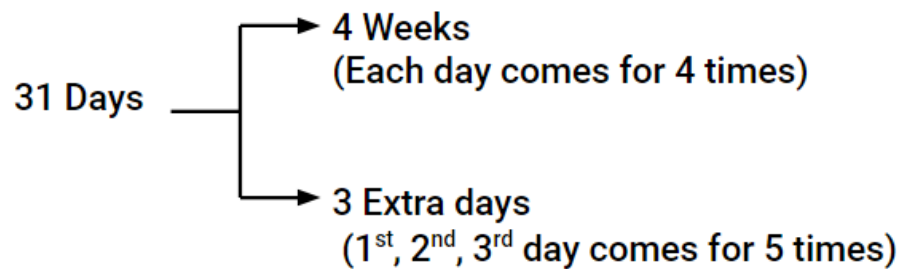 4 Weeks
(Each day comes for 4 times)
31 Days
3 Extra days
(1st, 2nd, 3rd day comes for 5 times)